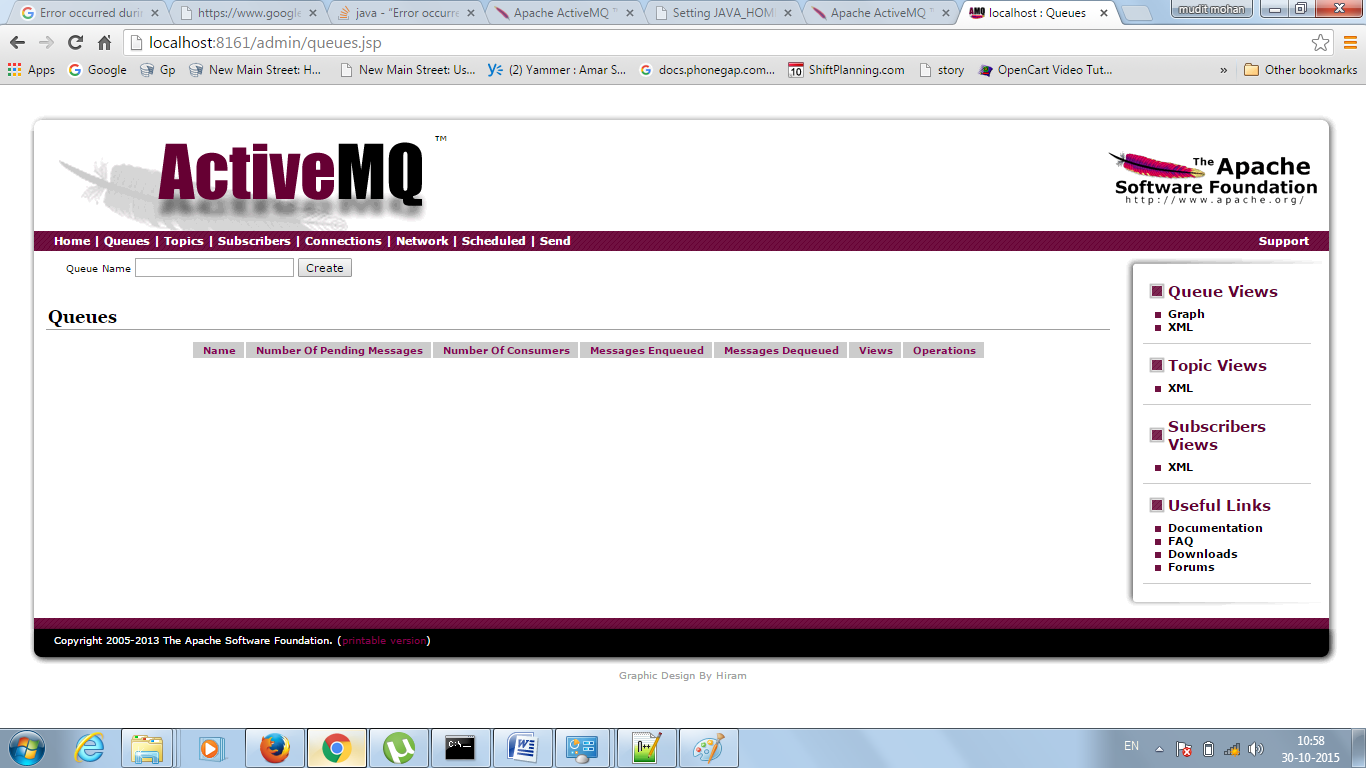 Error occurred duri
https://www.google
java - "Error occurre
Apache ActiveMQ ™
Setting JAVA_HOM
Apache ActiveMQ ™
localhost : Queues
mudit mohan
localhost:8161/admin/queues.jsp
Apps
Google
Gp
New Main Street: H...
New Main Street: Us...
(2) Yammer : Amar S...
docs.phonegap.com...
ShiftPlanning.com
story
OpenCart Video Tut...
»
Other bookmarks
ActiveMQ ™
The Apache
Software Foundation
http://www.apache.org/
Home | Queues | Topics | Subscribers | Connections | Network | Scheduled | Send
Support
Queue Name
Create
Queues
Name Number Of Pending Messages Number Of Consumers Messages Enqueued Messages Dequeued Views Operations
Queue Views
Graph
XML
Topic Views
XML
Subscribers
Views
XML
Useful Links
Documentation
FAQ
Downloads
Forums
Copyright 2005-2013 The Apache Software Foundation. (printable version)
Graphic Design By Hiram
EN
10:58
30-10-2015